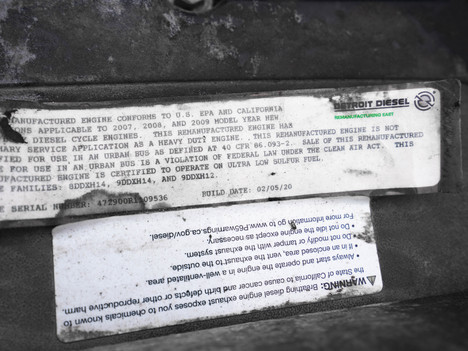 DETROIT DIESEL
REMANUFACTURING EAST
MANUFACTURED ENGINE CONFORMS TO U.S. EPA AND CALIFORNIA
ONS APPLICABLE TO 2007, 2008, AND 2009 MODEL YEAR NEW
DIESEL CYCLE ENGINES. THIS REMANUFACTURED ENGINE HAS
MARY SERVICE APPLICATION AS A HEAVY DUTY ENGINE. THIS REMANUFACTURED ENGINE IS NOT
FIED FOR USE IN AN URBAN BUS AS DEFINED AT 40 CFR 86.093-2. SALE OF THIS REMANUFACTURED
FOR USE IN AN URBAN BUS IS A VIOLATION OF FEDERAL LAW UNDER THE CLEAN AIR ACT. THIS
UFACTURED ENGINE IS CERTIFIED TO OPERATE ON ULTRA LOW SULFUR FUEL
E FAMILIES: 8DDXH14, 9DDXH14, AND 9DDXH12.
BUILD DATE: 02/05/20
E SERIAL NUMBER:
WARNING: Breathing diesel engine exhaust exposes you to chemicals known to
the State of California to cause cancer and birth defects or other reproductive harm.
• Always start and operate the engine in a well-ventilated area.
• If in an enclosed area, vent the exhaust to the outside.
• Do not modify or tamper with the exhaust system.
• Do not idle the engine except as necessary.
For more information go to www.P65warnings.ca.gov/diesel.